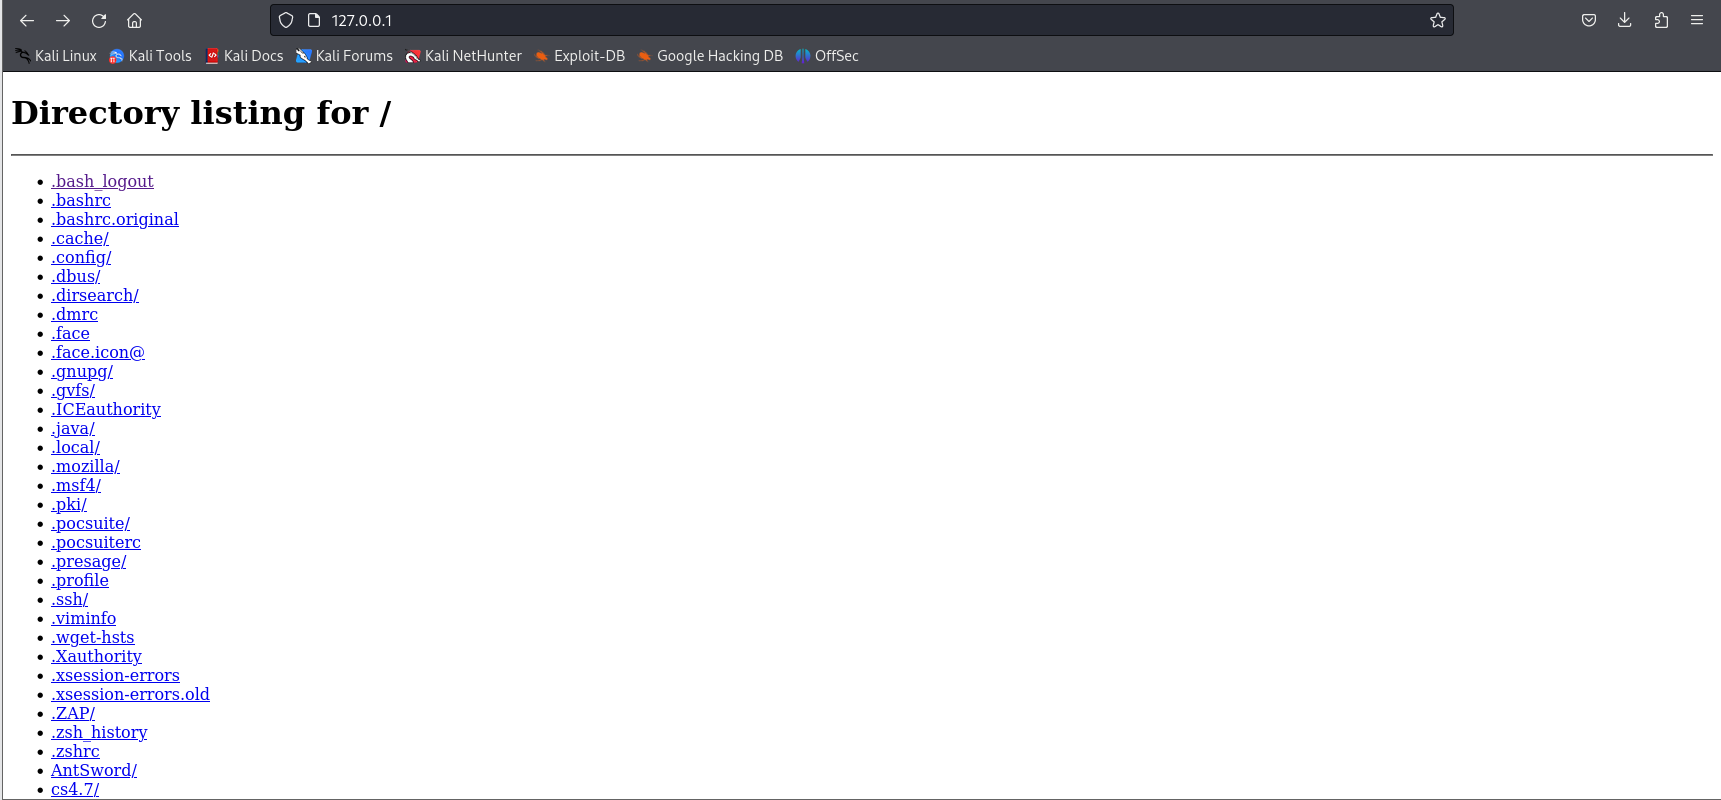 127.0.0.1
Kali Linux Kali Tools Kali Docs Kali Forums Kali NetHunter Exploit-DB Google Hacking DB OffSec
Directory listing for /
.bash_logout
.bashrc
.bashrc.original
.cache/
.config/
.dbus/
.dirsearch/
.dmrc
.face
.face.icon@
.gnupg/
.gvfs/
.ICEauthority
.java/
.local/
.mozilla/
.msf4/
.pki/
.pocsuite/
.pocsuiterc
.presage/
.profile
.ssh/
.viminfo
.wget-hsts
.Xauthority
.xsession-errors
.xsession-errors.old
.ZAP/
.zsh_history
.zshrc
AntSword/
cs4.7/